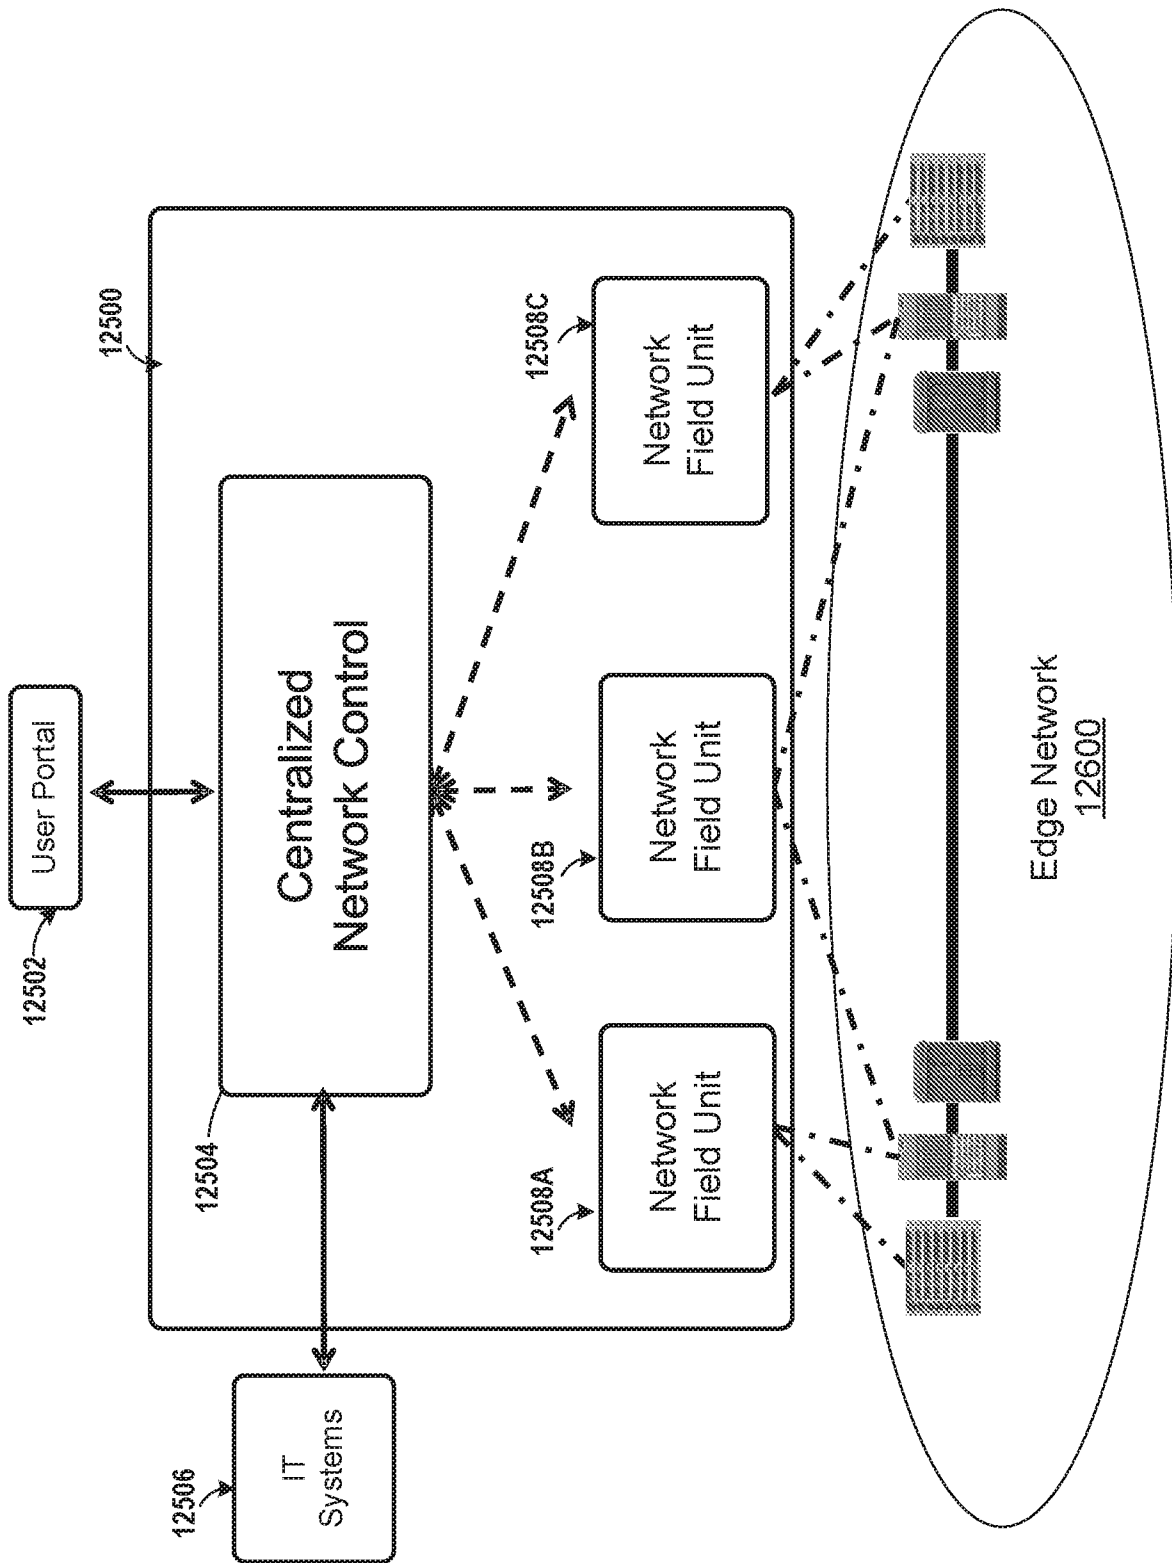 12502
User Portal
12500
12504
Centralized
Network Control
12506
IT
Systems
12508A
Network
Field Unit
12508B
Network
Field Unit
12508C
Network
Field Unit
Edge Network
12600